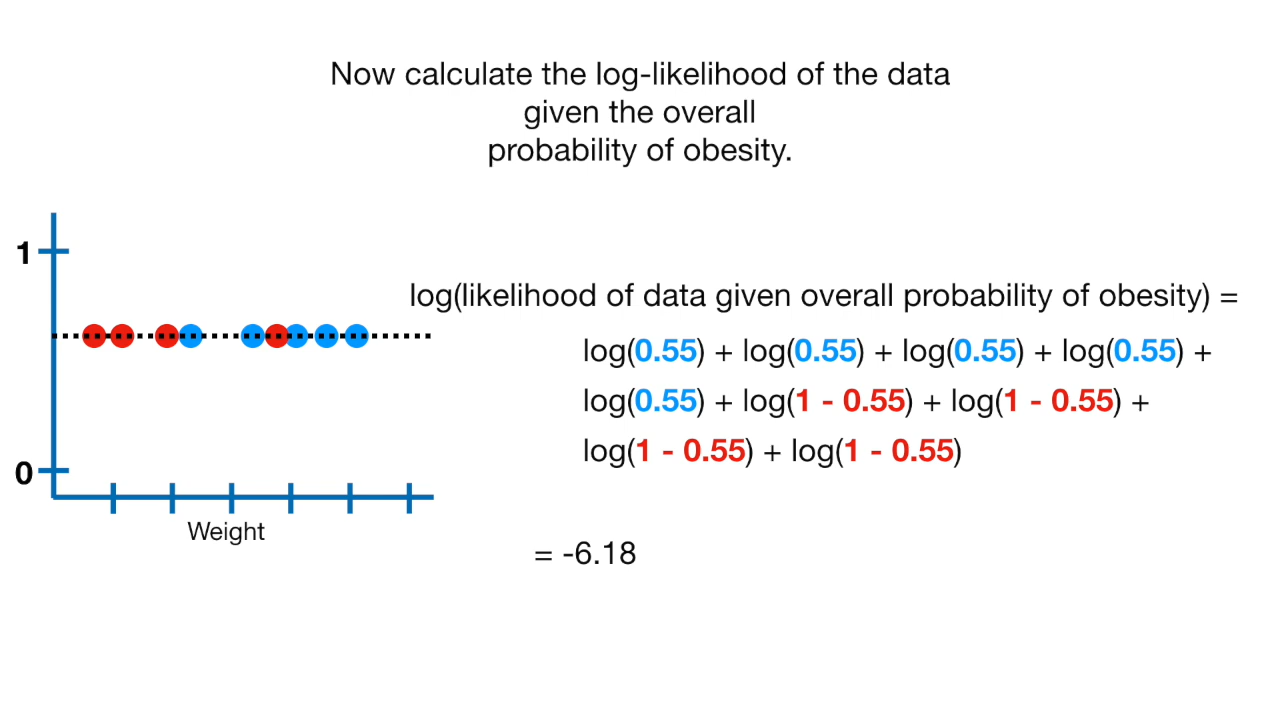 Now calculate the log-likelihood of the data
given the overall
probability of obesity.
1
log(likelihood of data given overall probability of obesity) =
log(0.55) + log(0.55) + log(0.55) + log(0.55) +
log(0.55) + log(1 - 0.55) + log(1 - 0.55) +
log(1 - 0.55) + log(1 - 0.55)
0
Weight
= -6.18